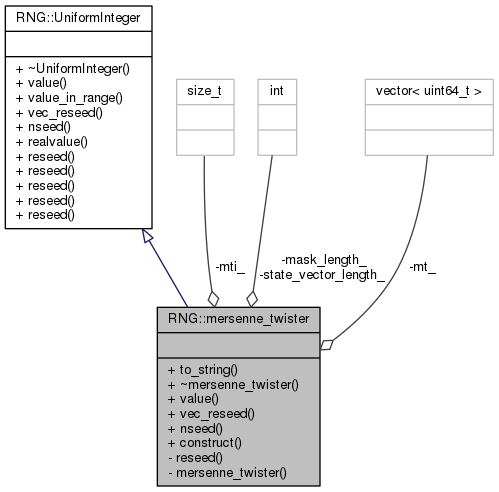 RNG::UniformInteger
+ ~UniformInteger()
+ value()
+ value_in_range()
+ vec_reseed()
+ nseed()
+ realvalue()
+ reseed()
+ reseed()
+ reseed()
+ reseed()
+ reseed()
size_t
int
vector< uint64_t >
-mti_
-mask_length_
-state_vector_length_
-mt_
RNG::mersenne_twister
+ to_string()
+ ~mersenne_twister()
+ value()
+ vec_reseed()
+ nseed()
+ construct()
- reseed()
- mersenne_twister()